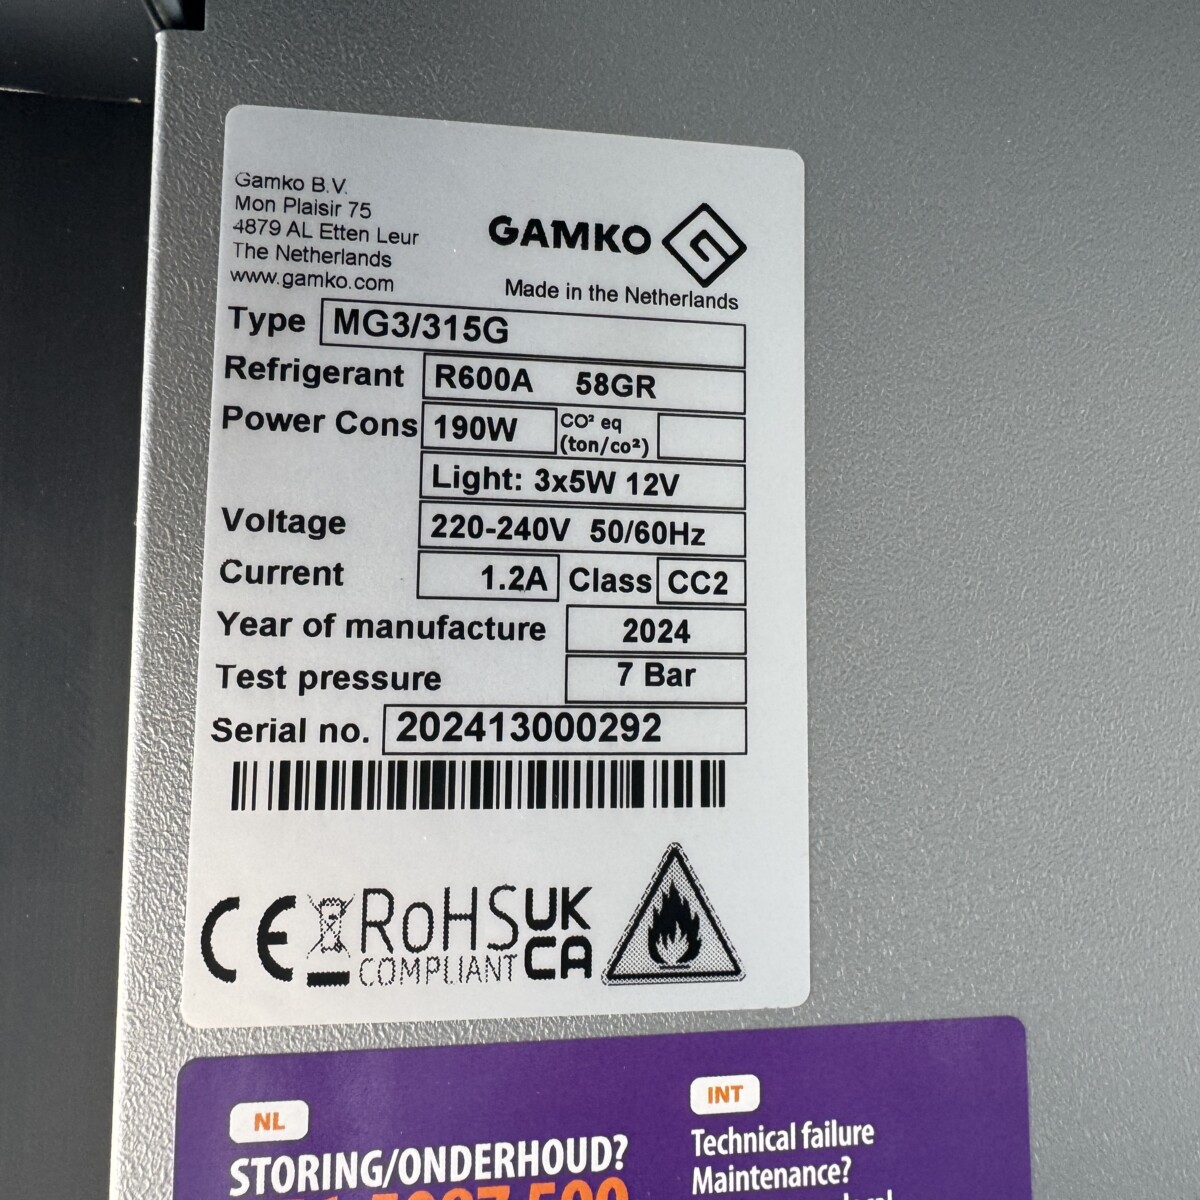 Gamko B.V.
Mon Plaisir 75
4879 AL Etten Leur
The Netherlands
www.gamko.com
GAMKO
Made in the Netherlands
Type MG3/315G
Refrigerant R600A 58GR
Power Cons 190W CO² eq (ton/co²)
Light: 3x5W 12V
Voltage 220-240V 50/60Hz
Current 1.2A Class CC2
Year of manufacture 2024
Test pressure 7 Bar
Serial no. 202413000292
CE RoHS COMPLIANT UK CA
NL
STORING/ONDERHOUD?
INT
Technical failure
Maintenance?